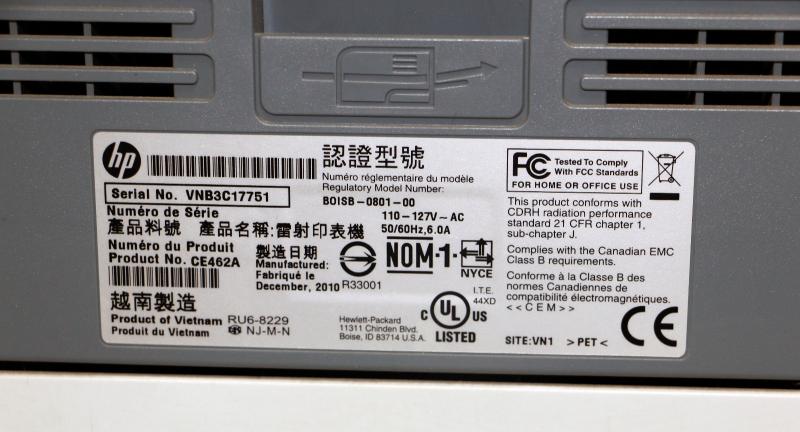 hp
認證型號
Numéro réglementaire du modèle
Regulatory Model Number:
BOISB-0801-00
Serial No. VNB3C17751
Numéro de Série
110-127V~AC
50/60Hz,6.0A
產品料號 產品名稱:雷射印表機
Numéro du Produit
Product No. CE462A
製造日期
Manufactured:
Fabriqué le
December, 2010
R33001
NOM-1-
NYCE
越南製造
Product of Vietnam RU6-8229
Produit du Vietnam NJ-M-N
Hewlett-Packard
11311 Chinden Blvd.
Boise, ID 83714 U.S.A.
I.T.E.
44XD
C UL US
LISTED
FCC Tested To Comply
With FCC Standards
FOR HOME OR OFFICE USE
This product conforms with
CDRH radiation performance
standard 21 CFR chapter 1,
sub-chapter J.
Complies with the Canadian EMC
Class B requirements.
Conforme à la Classe B des
normes Canadiennes de
compatibilité électromagnétiques.
<<CEM>>
CE
SITE:VN1 >PET<